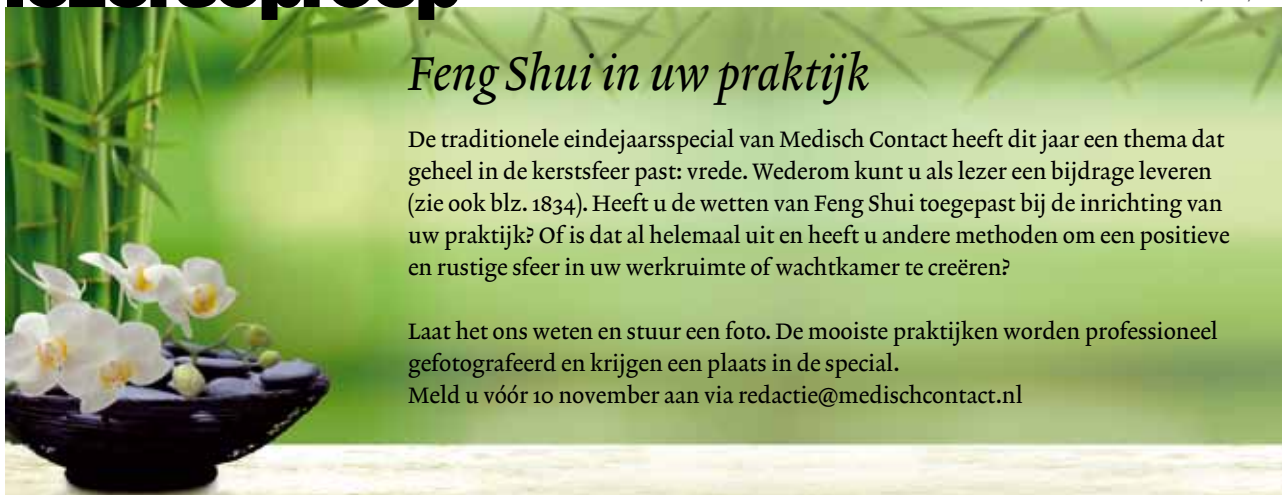 Feng Shui in uw praktijk
De traditionele eindejaarsspecial van Medisch Contact heeft dit jaar een thema dat
geheel in de kerstsfeer past: vrede. Wederom kunt u als lezer een bijdrage leveren
(zie ook blz. 1834). Heeft u de wetten van Feng Shui toegepast bij de inrichting van
uw praktijk? Of is dat al helemaal uit en heeft u andere methoden om een positieve
en rustige sfeer in uw werkruimte of wachtkamer te creëren?
Laat het ons weten en stuur een foto. De mooiste praktijken worden professioneel
gefotografeerd en krijgen een plaats in de special.
Meld u vóór 10 november aan via redactie@medischcontact.nl